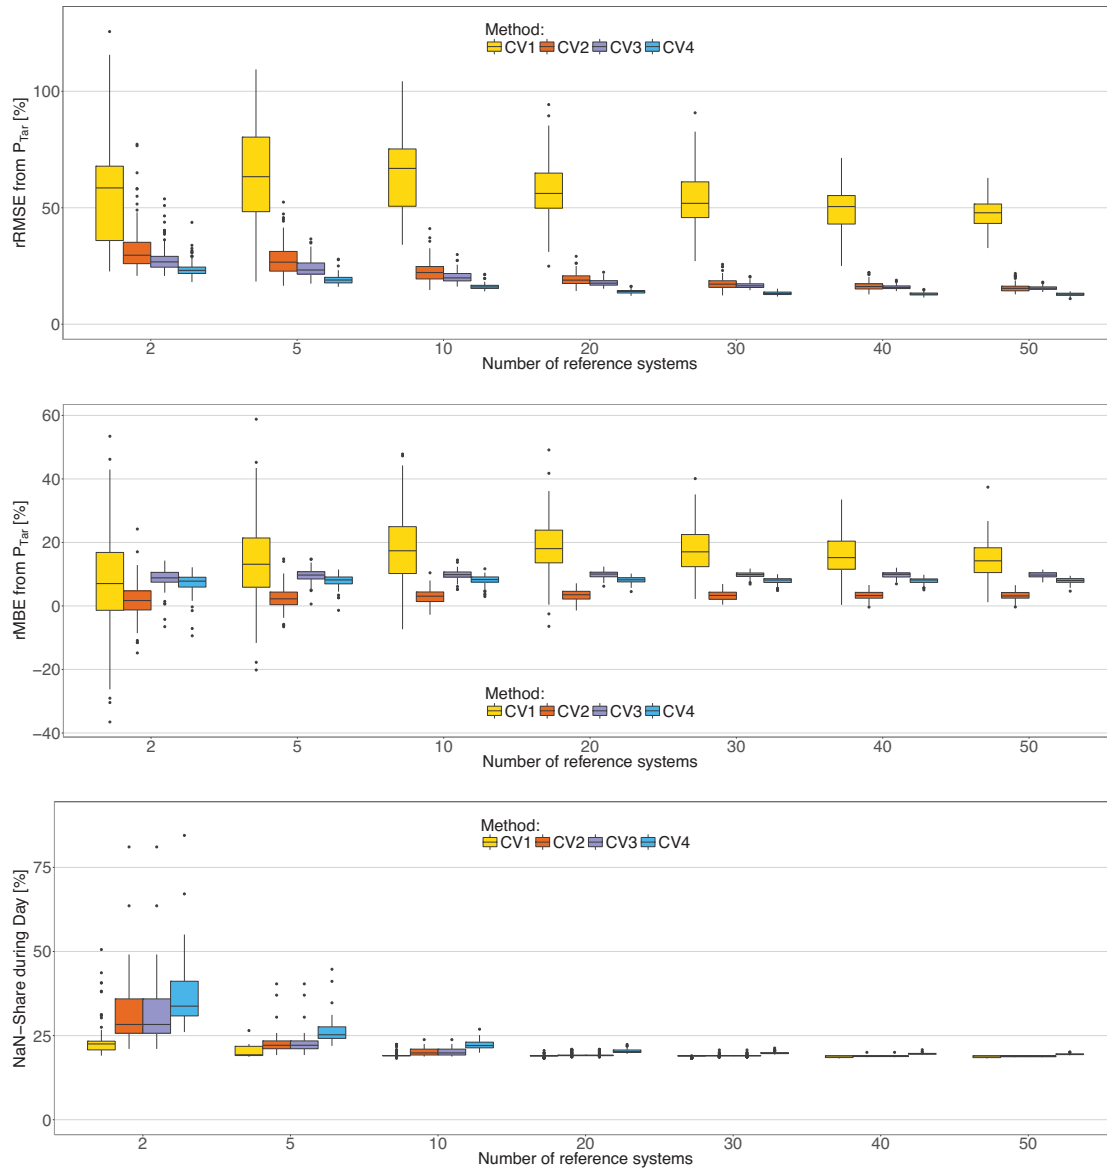 Method:
CV1 CV2 CV3 CV4
rRMSE from P_Tar [%]
100
50
0
2 5 10 20 30 40 50
Number of reference systems
60
40
20
0
−20
−40
rMBE from P_Tar [%]
Method:
CV1 CV2 CV3 CV4
2 5 10 20 30 40 50
Number of reference systems
Method:
CV1 CV2 CV3 CV4
NaN−Share during Day [%]
75
50
25
0
2 5 10 20 30 40 50
Number of reference systems